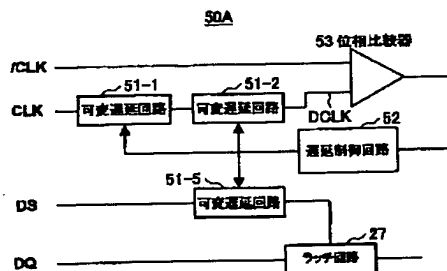 50A
53 位相比較器
/CLK
51-1
51-2
CLK
可変遅延回路
可変遅延回路
DCLK
52
遅延制御回路
51-5
DS
可変遅延回路
27
DQ
ラッチ回路